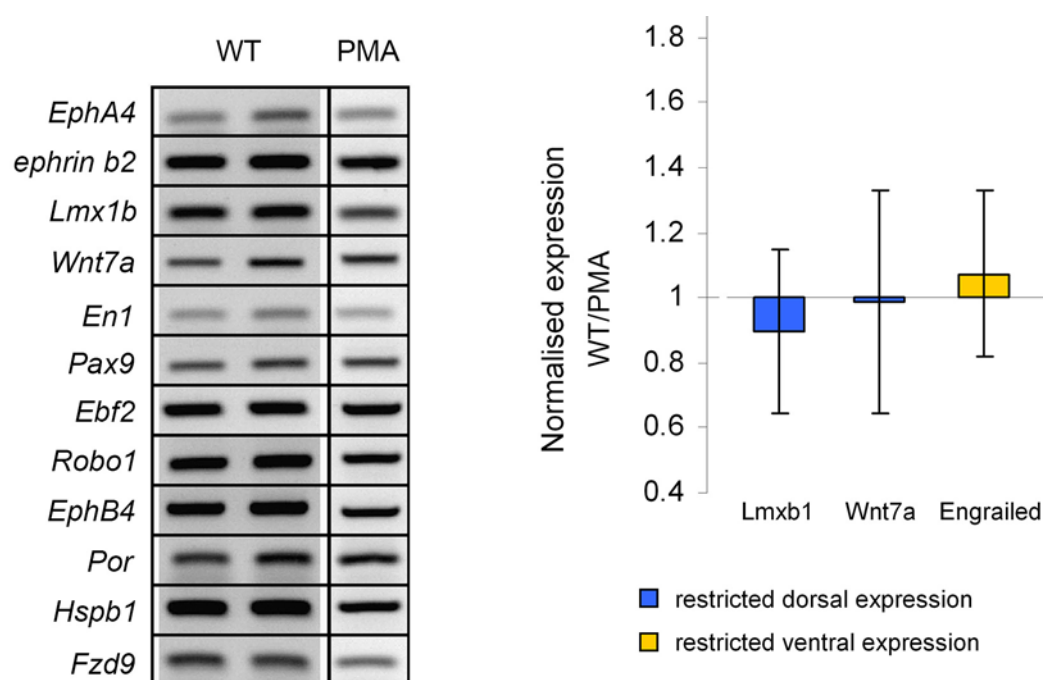 WT PMA
EphA4
ephrin b2
Lmx1b
Wnt7a
En1
Pax9
Ebf2
Robo1
EphB4
Por
Hspb1
Fzd9
Normalised expression
WT/PMA
1.8
1.6
1.4
1.2
1
0.8
0.6
0.4
Lmxb1 Wnt7a Engrailed
restricted dorsal expression
restricted ventral expression